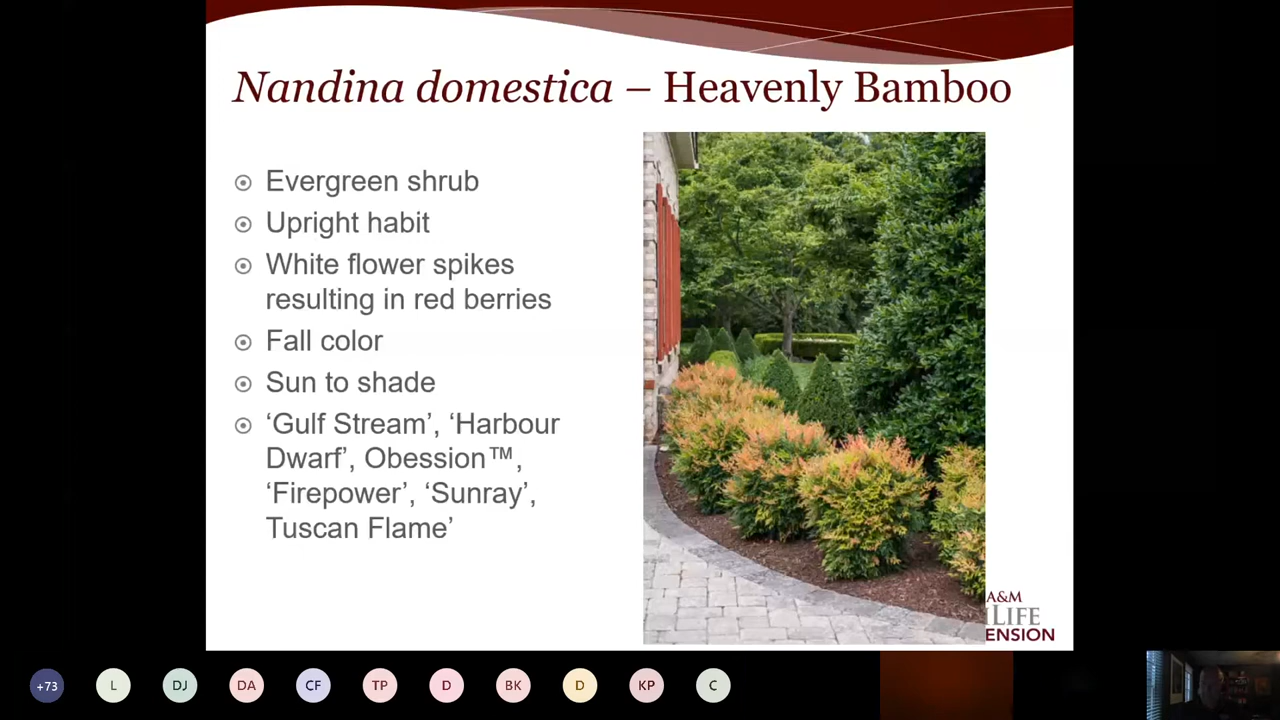 Nandina domestica – Heavenly Bamboo
Evergreen shrub
Upright habit
White flower spikes
resulting in red berries
Fall color
Sun to shade
‘Gulf Stream’, ‘Harbour
Dwarf’, Obession™,
‘Firepower’, ‘Sunray’,
Tuscan Flame’
A&M
LIFE
ENSION
+73
L
DJ
DA
CF
TP
D
BK
D
KP
C